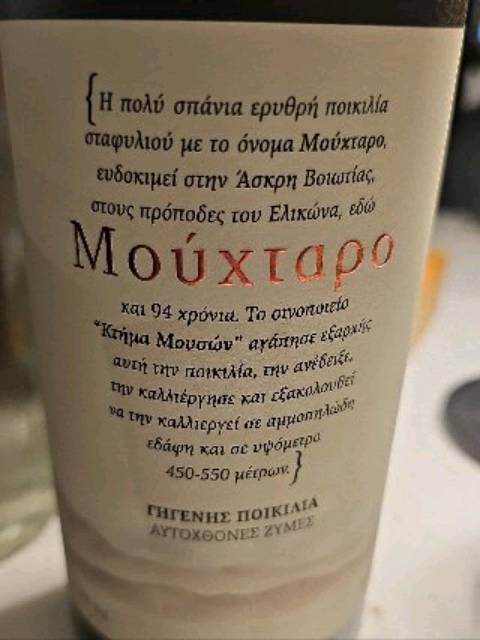 {Η πολύ σπάνια ερυθρή ποικιλία
σταφυλιού με το όνομα Μούχταρο,
ευδοκιμεί στην Άσκρη Βοιωτίας,
στους πρόποδες του Ελικώνα, εδώ
Μούχταρο
και 94 χρόνια. Το οινοποιείο
"Κτήμα Μουσών" αγάπησε εξαρχής
αυτή την ποικιλία, την ανέδειξε,
την καλλιέργησε και εξακολουθεί
να την καλλιεργεί σε αμμοπηλώδη
εδάφη και σε υψόμετρο
450-550 μέτρων.}
ΓΗΓΕΝΗΣ ΠΟΙΚΙΛΙΑ
ΑΥΤΟΧΘΟΝΕΣ ΖΥΜΕΣ